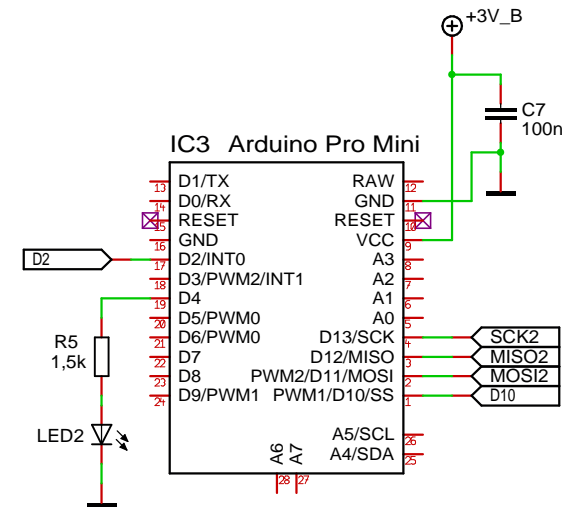 +3V_B
C7
100n
IC3 Arduino Pro Mini
D1/TX
13
RAW
12
D0/RX
14
GND
11
RESET
15
RESET
10
GND
16
VCC
9
D2
D2/INT0
17
A3
8
D3/PWM2/INT1
18
A2
7
D4
19
A1
6
D5/PWM0
20
A0
5
D6/PWM0
21
D13/SCK
4
SCK2
D7
22
D12/MISO
3
MISO2
D8
23
PWM2/D11/MOSI
2
MOSI2
D9/PWM1
24
PWM1/D10/SS
1
D10
R5
1,5k
LED2
A5/SCL
26
A4/SDA
25
A6
28
A7
27